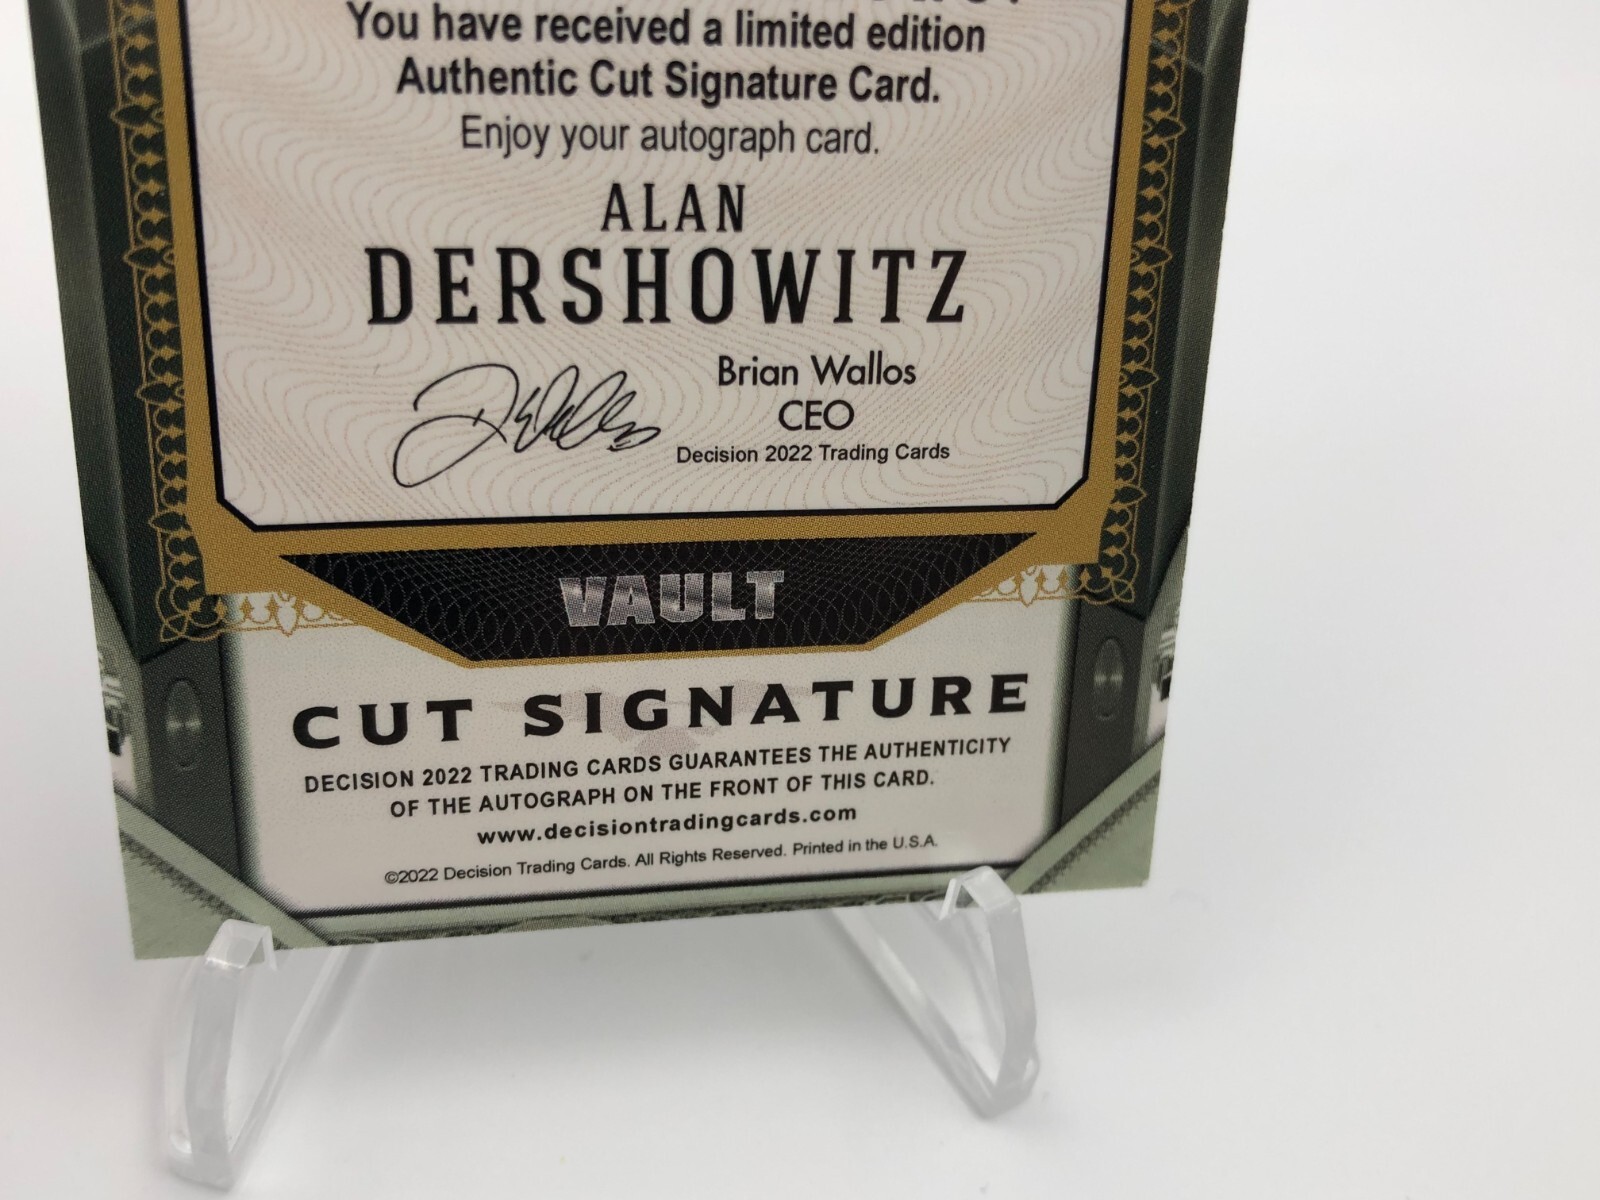 You have received a limited edition
Authentic Cut Signature Card.
Enjoy your autograph card.
ALAN
DERSHOWITZ
Brian Wallos
CEO
Decision 2022 Trading Cards
VAULT
CUT SIGNATURE
DECISION 2022 TRADING CARDS GUARANTEES THE AUTHENTICITY
OF THE AUTOGRAPH ON THE FRONT OF THIS CARD.
www.decisiontradingcards.com
©2022 Decision Trading Cards. All Rights Reserved. Printed in the U.S.A.